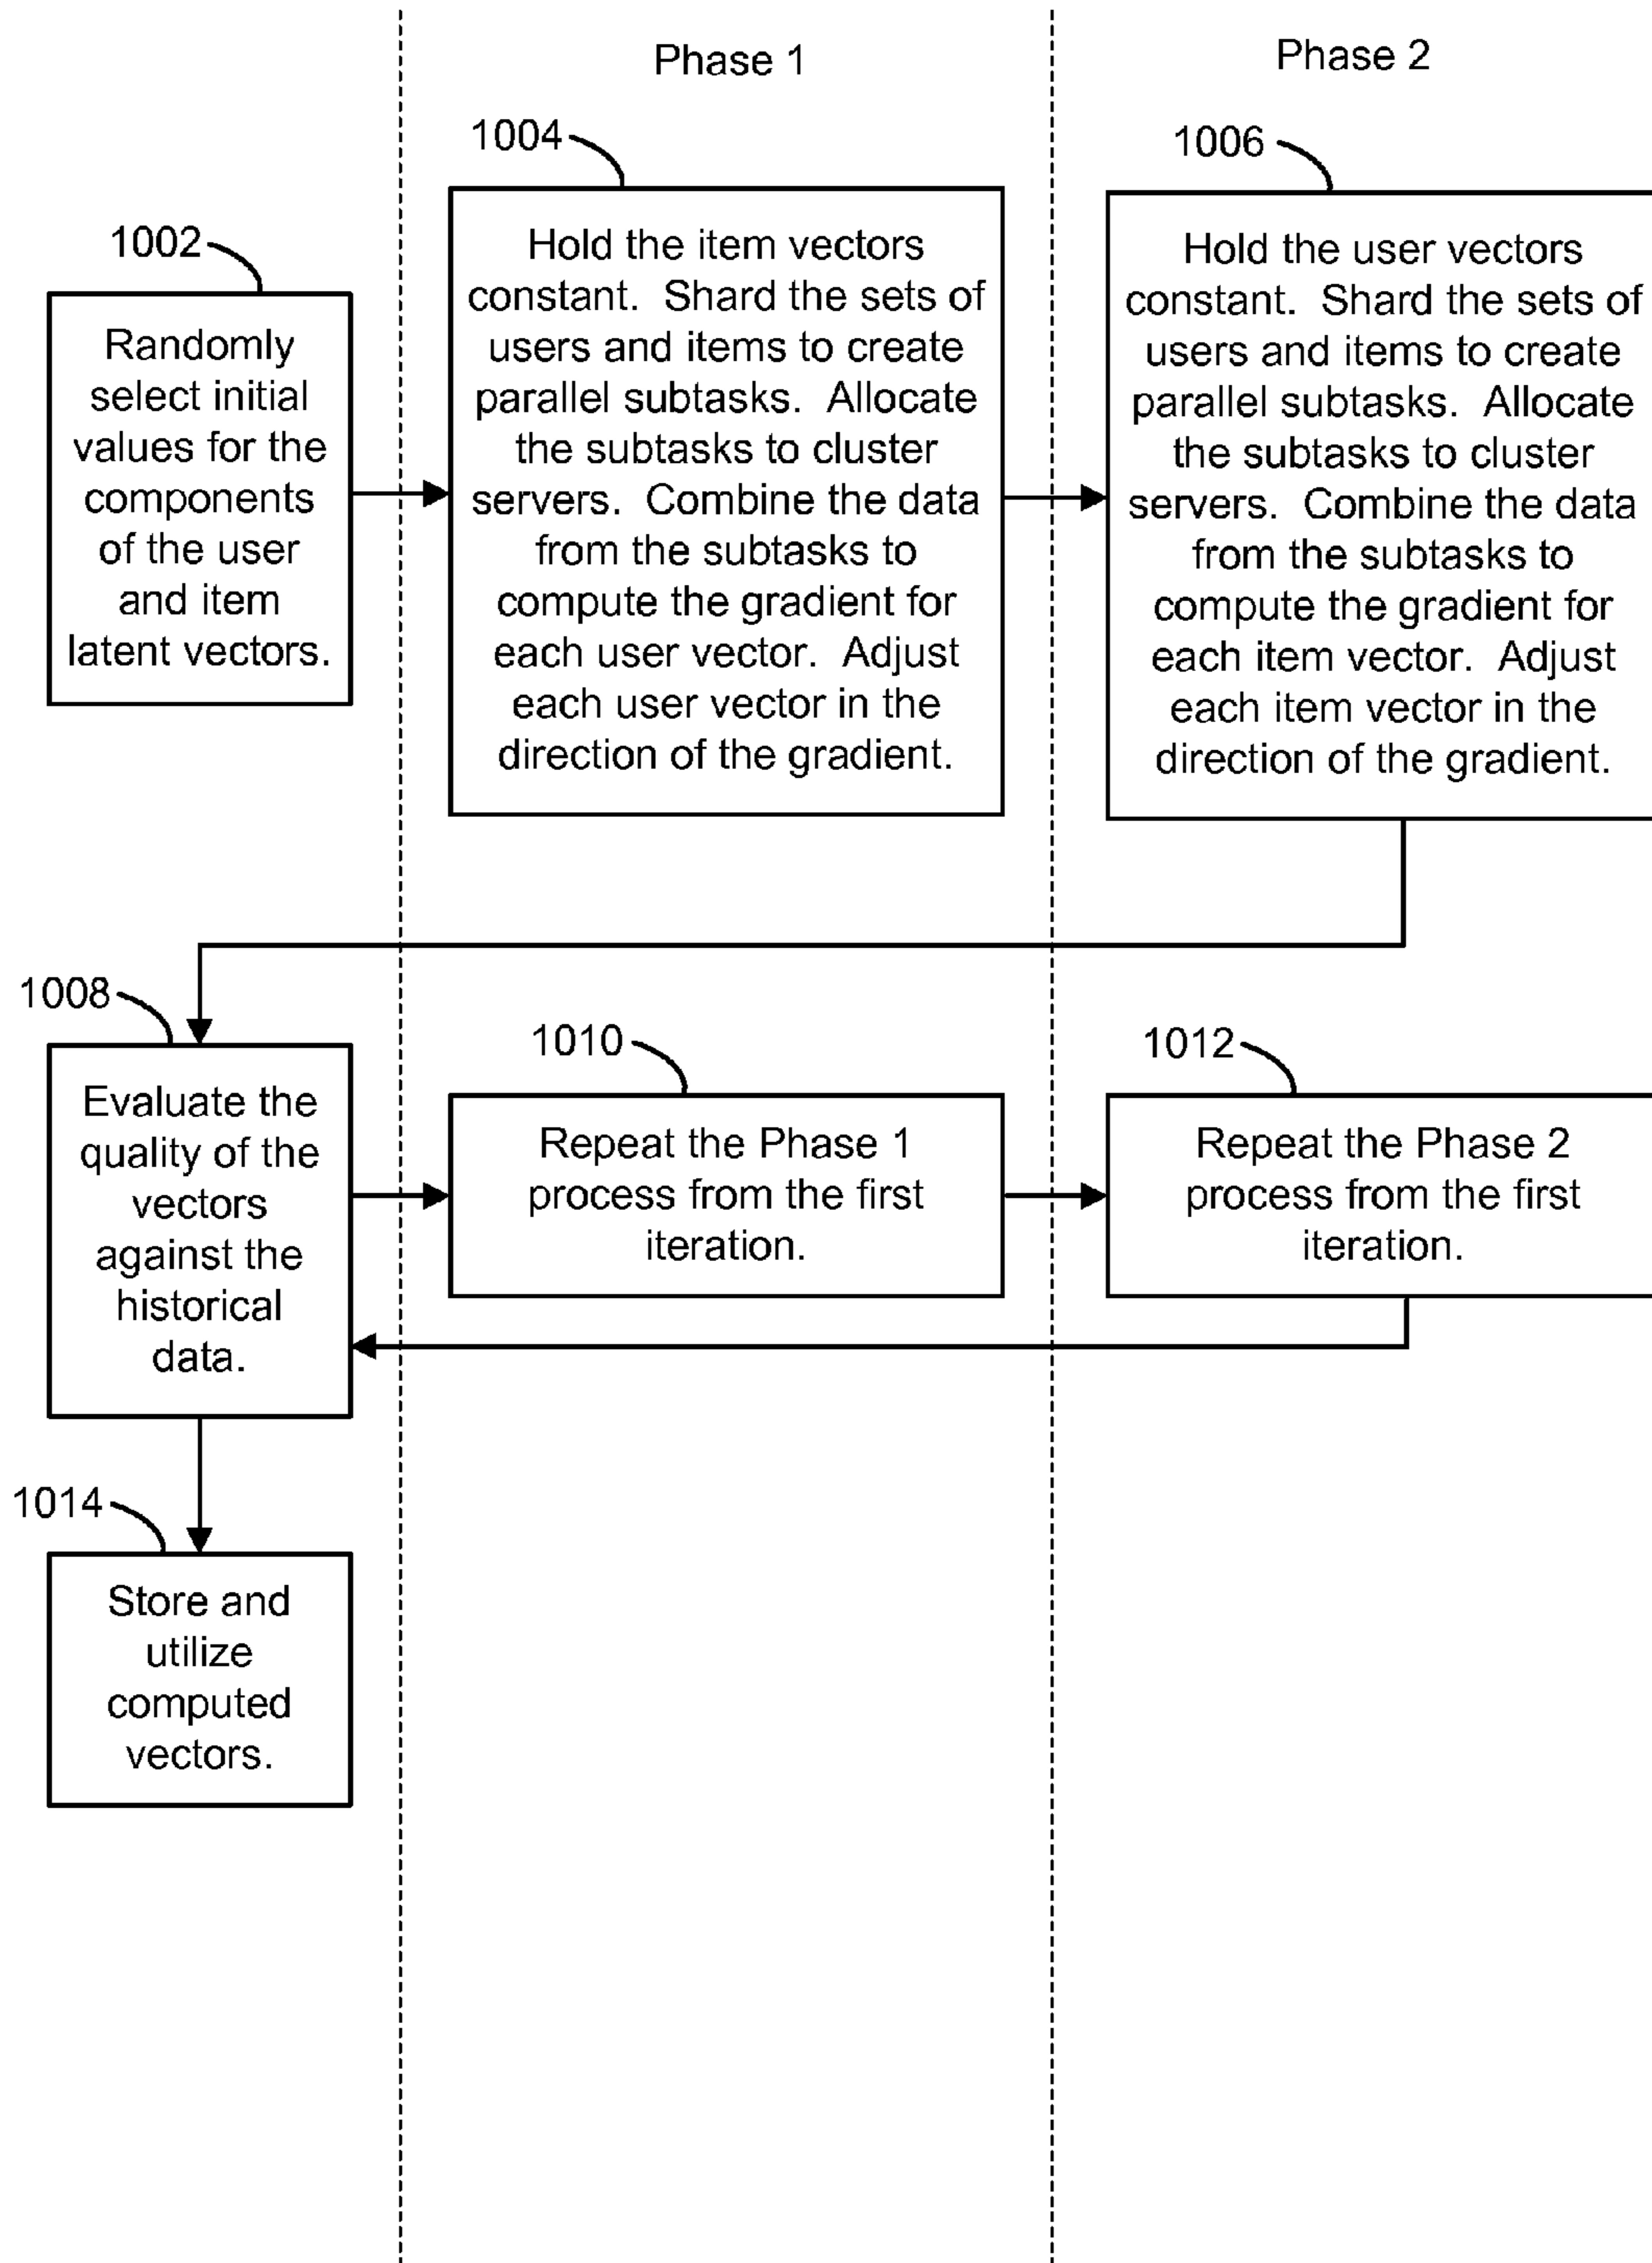 Phase 1
Phase 2
1002
Randomly
select initial
values for the
components
of the user
and item
latent vectors.
1004
Hold the item vectors
constant. Shard the sets of
users and items to create
parallel subtasks. Allocate
the subtasks to cluster
servers. Combine the data
from the subtasks to
compute the gradient for
each user vector. Adjust
each user vector in the
direction of the gradient.
1006
Hold the user vectors
constant. Shard the sets of
users and items to create
parallel subtasks. Allocate
the subtasks to cluster
servers. Combine the data
from the subtasks to
compute the gradient for
each item vector. Adjust
each item vector in the
direction of the gradient.
1008
Evaluate the
quality of the
vectors
against the
historical
data.
1010
Repeat the Phase 1
process from the first
iteration.
1012
Repeat the Phase 2
process from the first
iteration.
1014
Store and
utilize
computed
vectors.